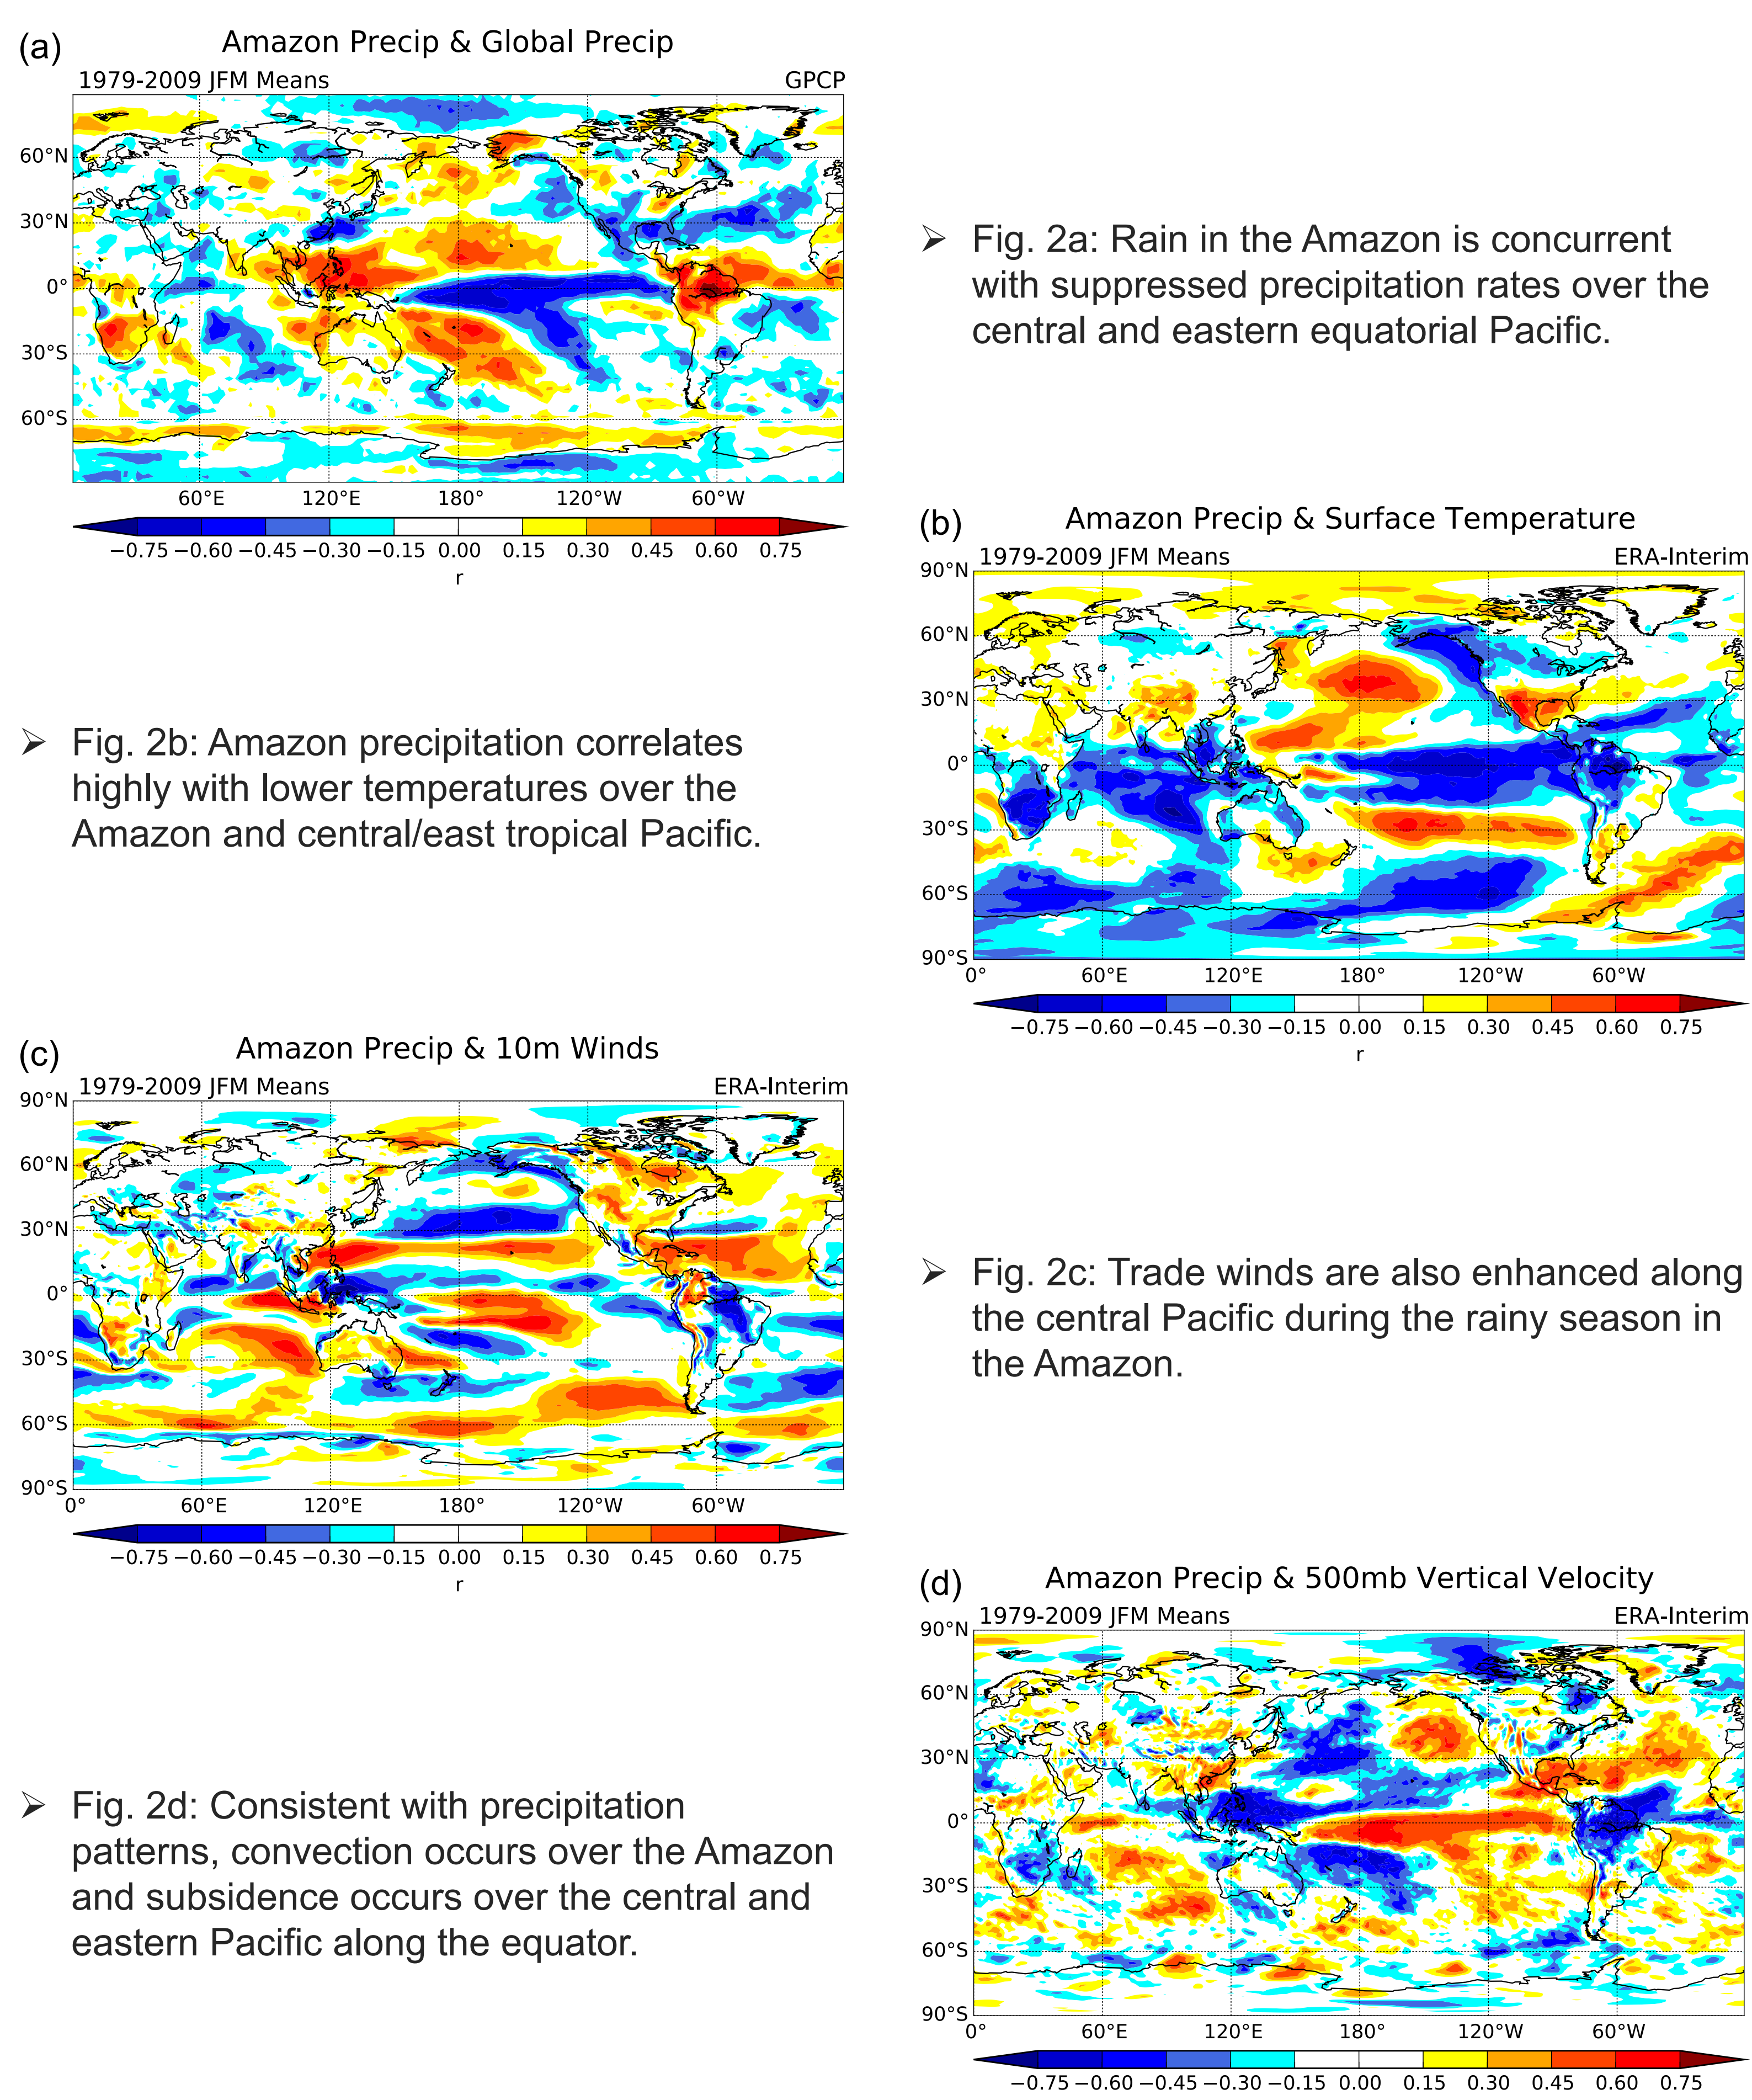 (a)
Amazon Precip & Global Precip
1979-2009 JFM Means GPCP
60°N
30°N
0°
30°S
60°S
60°E 120°E 180° 120°W 60°W
−0.75 −0.60 −0.45 −0.30 −0.15 0.00 0.15 0.30 0.45 0.60 0.75
r
➢ Fig. 2a: Rain in the Amazon is concurrent
with suppressed precipitation rates over the
central and eastern equatorial Pacific.
(b)
Amazon Precip & Surface Temperature
1979-2009 JFM Means ERA-Interim
90°N
60°N
30°N
0°
30°S
60°S
90°S
0° 60°E 120°E 180° 120°W 60°W
−0.75 −0.60 −0.45 −0.30 −0.15 0.00 0.15 0.30 0.45 0.60 0.75
r
➢ Fig. 2b: Amazon precipitation correlates
highly with lower temperatures over the
Amazon and central/east tropical Pacific.
(c)
Amazon Precip & 10m Winds
1979-2009 JFM Means ERA-Interim
90°N
60°N
30°N
0°
30°S
60°S
90°S
0° 60°E 120°E 180° 120°W 60°W
−0.75 −0.60 −0.45 −0.30 −0.15 0.00 0.15 0.30 0.45 0.60 0.75
r
➢ Fig. 2c: Trade winds are also enhanced along
the central Pacific during the rainy season in
the Amazon.
(d)
Amazon Precip & 500mb Vertical Velocity
1979-2009 JFM Means ERA-Interim
90°N
60°N
30°N
0°
30°S
60°S
90°S
0° 60°E 120°E 180° 120°W 60°W
−0.75 −0.60 −0.45 −0.30 −0.15 0.00 0.15 0.30 0.45 0.60 0.75
➢ Fig. 2d: Consistent with precipitation
patterns, convection occurs over the Amazon
and subsidence occurs over the central and
eastern Pacific along the equator.